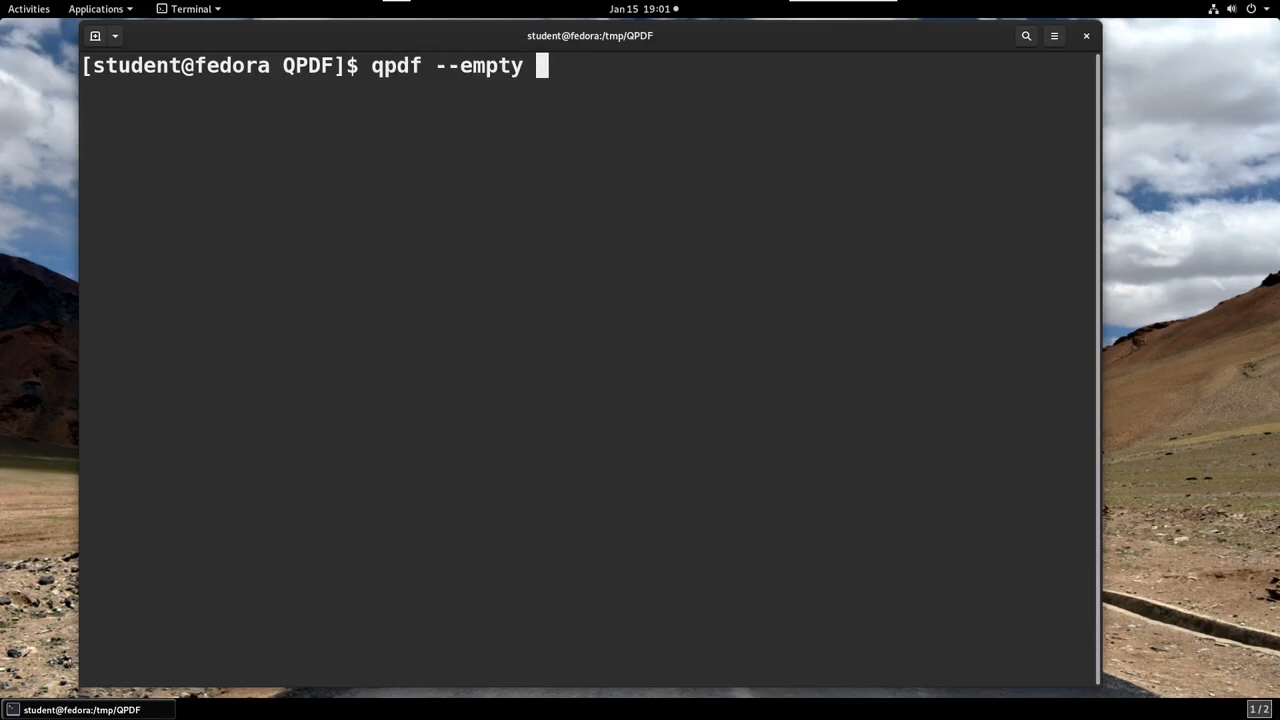 Activities Applications Terminal Jan 15 19:01
student@fedora:/tmp/QPDF
[student@fedora QPDF]$ qpdf --empty
student@fedora:/tmp/QPDF 1 / 2